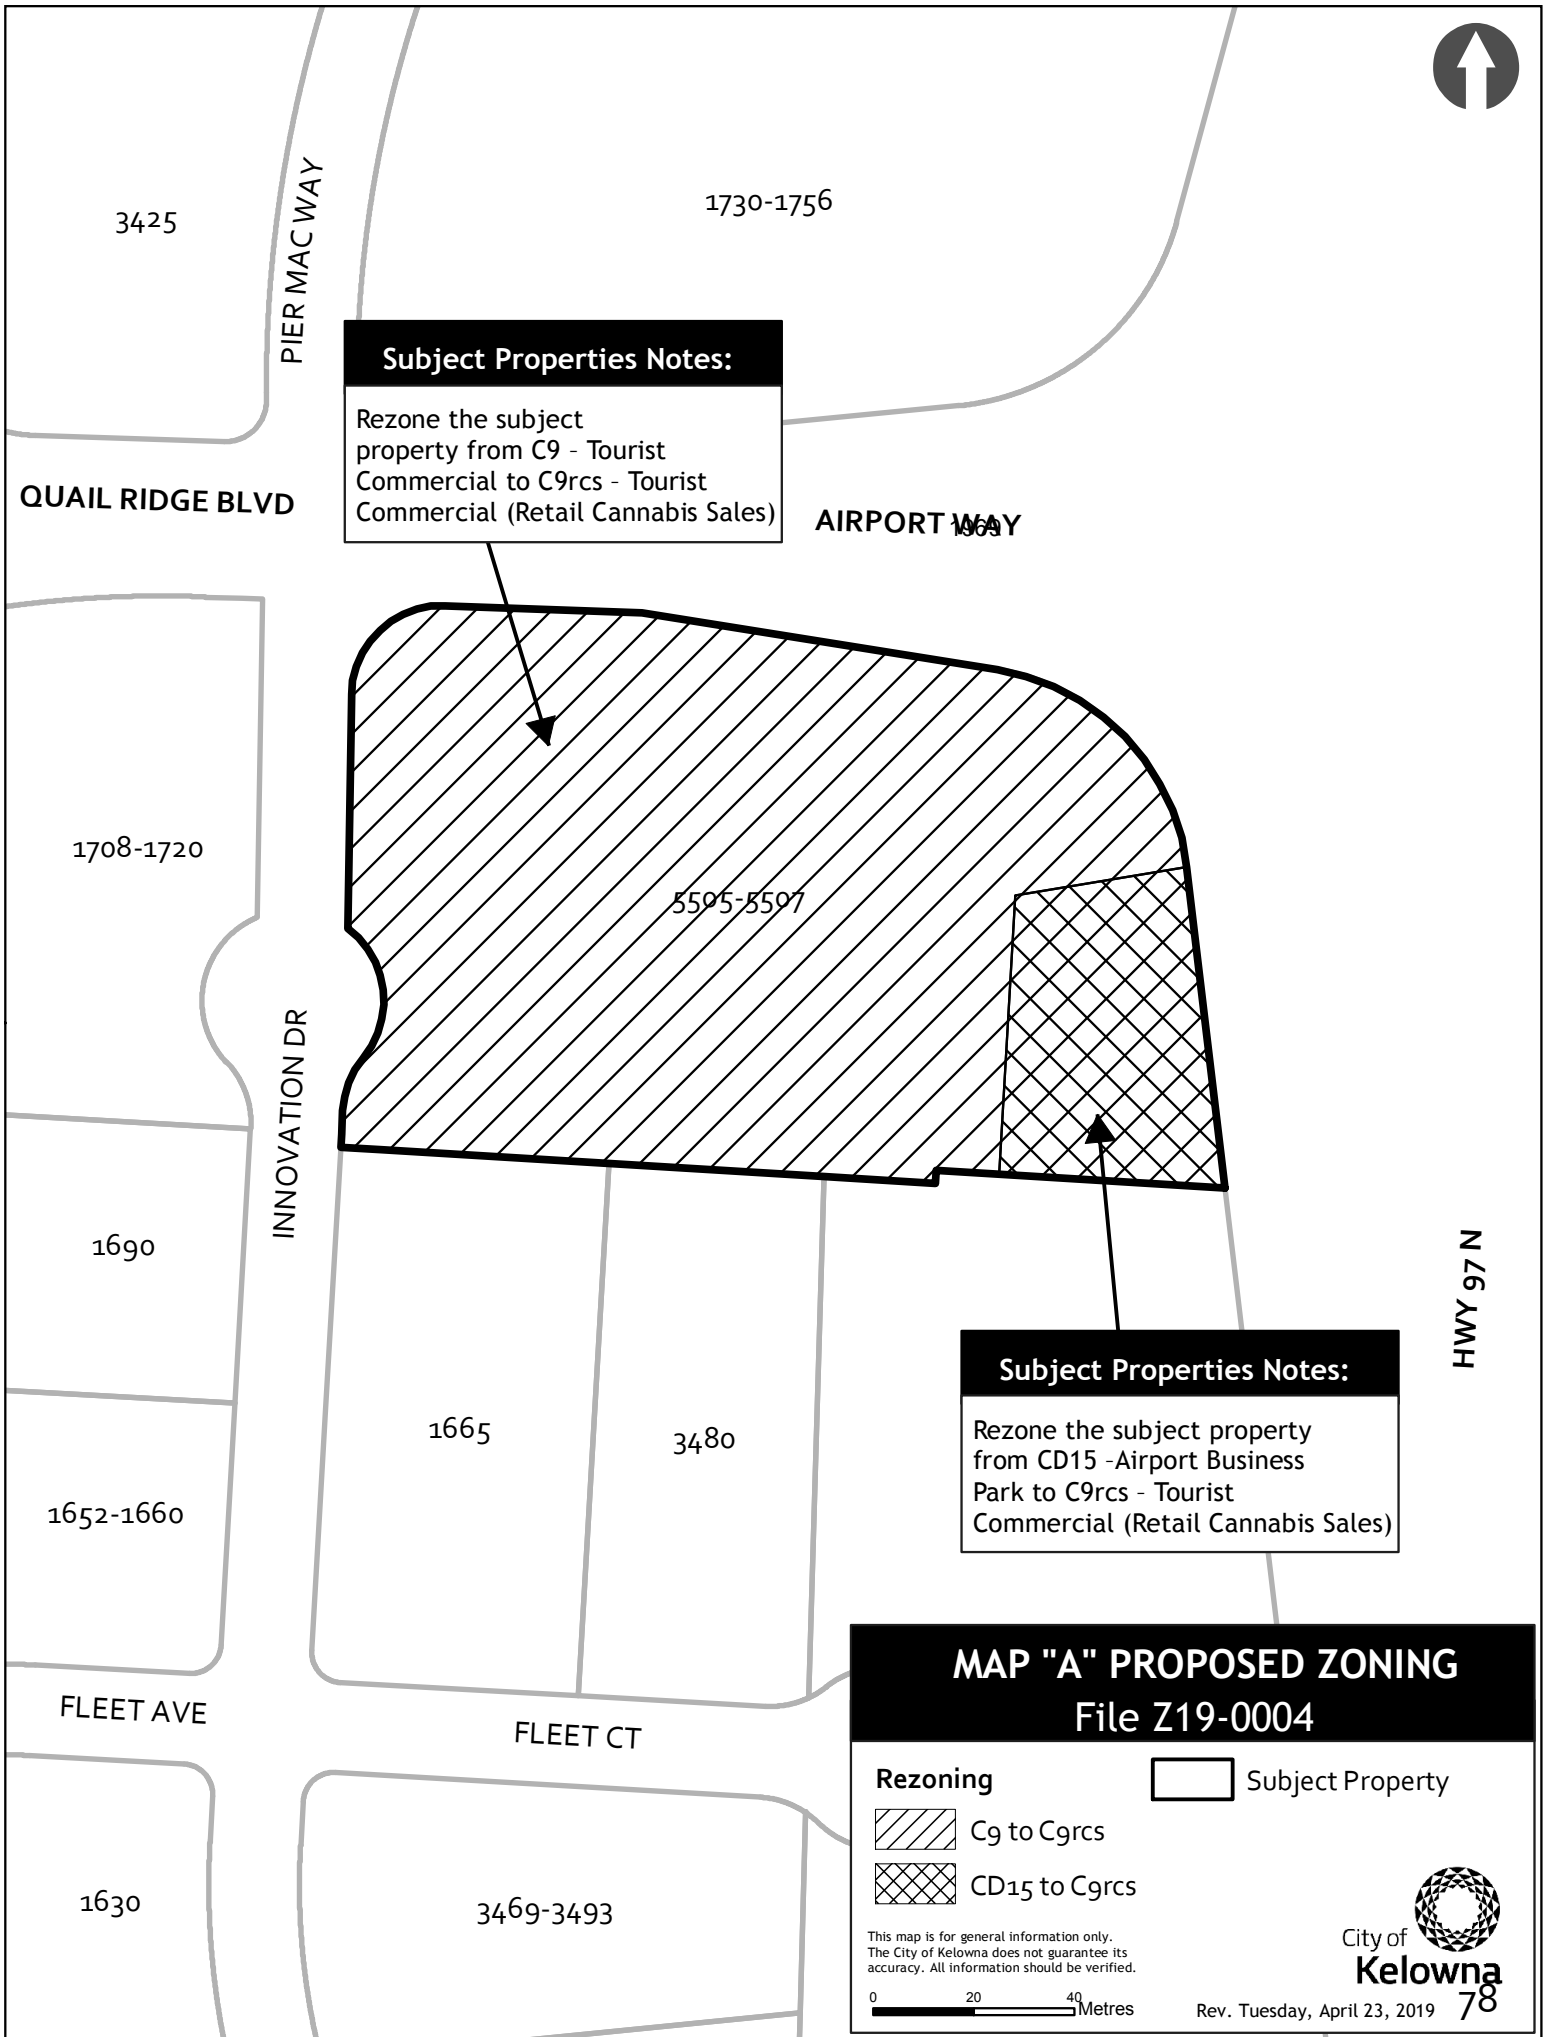 3425
PIER MAC WAY
1730-1756
Subject Properties Notes:
Rezone the subject
property from C9 – Tourist
Commercial to C9rcs – Tourist
Commercial (Retail Cannabis Sales)
QUAIL RIDGE BLVD
AIRPORT WAY
1969
1708-1720
5505-5507
INNOVATION DR
1690
HWY 97 N
Subject Properties Notes:
Rezone the subject property
from CD15 –Airport Business
Park to C9rcs – Tourist
Commercial (Retail Cannabis Sales)
1665
3480
1652-1660
FLEET AVE
FLEET CT
1630
3469-3493
MAP "A" PROPOSED ZONING
File Z19-0004
Rezoning
Subject Property
C9 to C9rcs
CD15 to C9rcs
This map is for general information only.
The City of Kelowna does not guarantee its
accuracy. All information should be verified.
0 20 40 Metres
City of
Kelowna
Rev. Tuesday, April 23, 2019
78